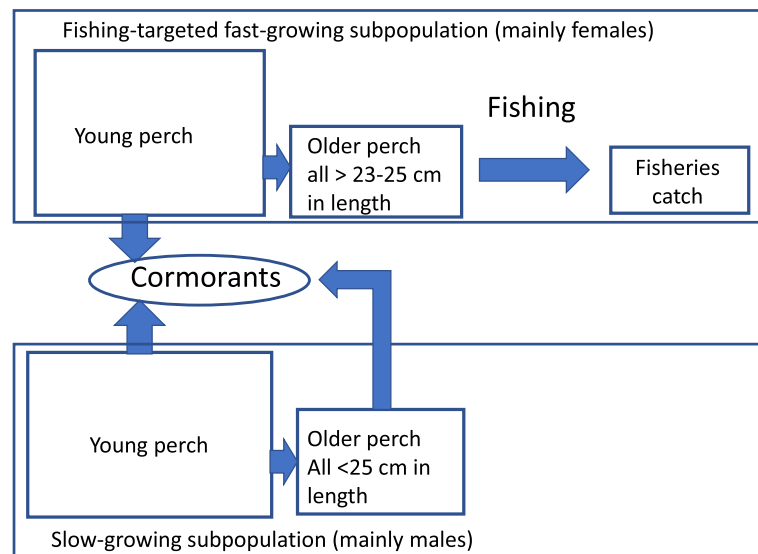 Fishing-targeted fast-growing subpopulation (mainly females)
Young perch
Older perch
all > 23-25 cm
in length
Fishing
Fisheries
catch
Cormorants
Young perch
Older perch
All <25 cm in
length
Slow-growing subpopulation (mainly males)